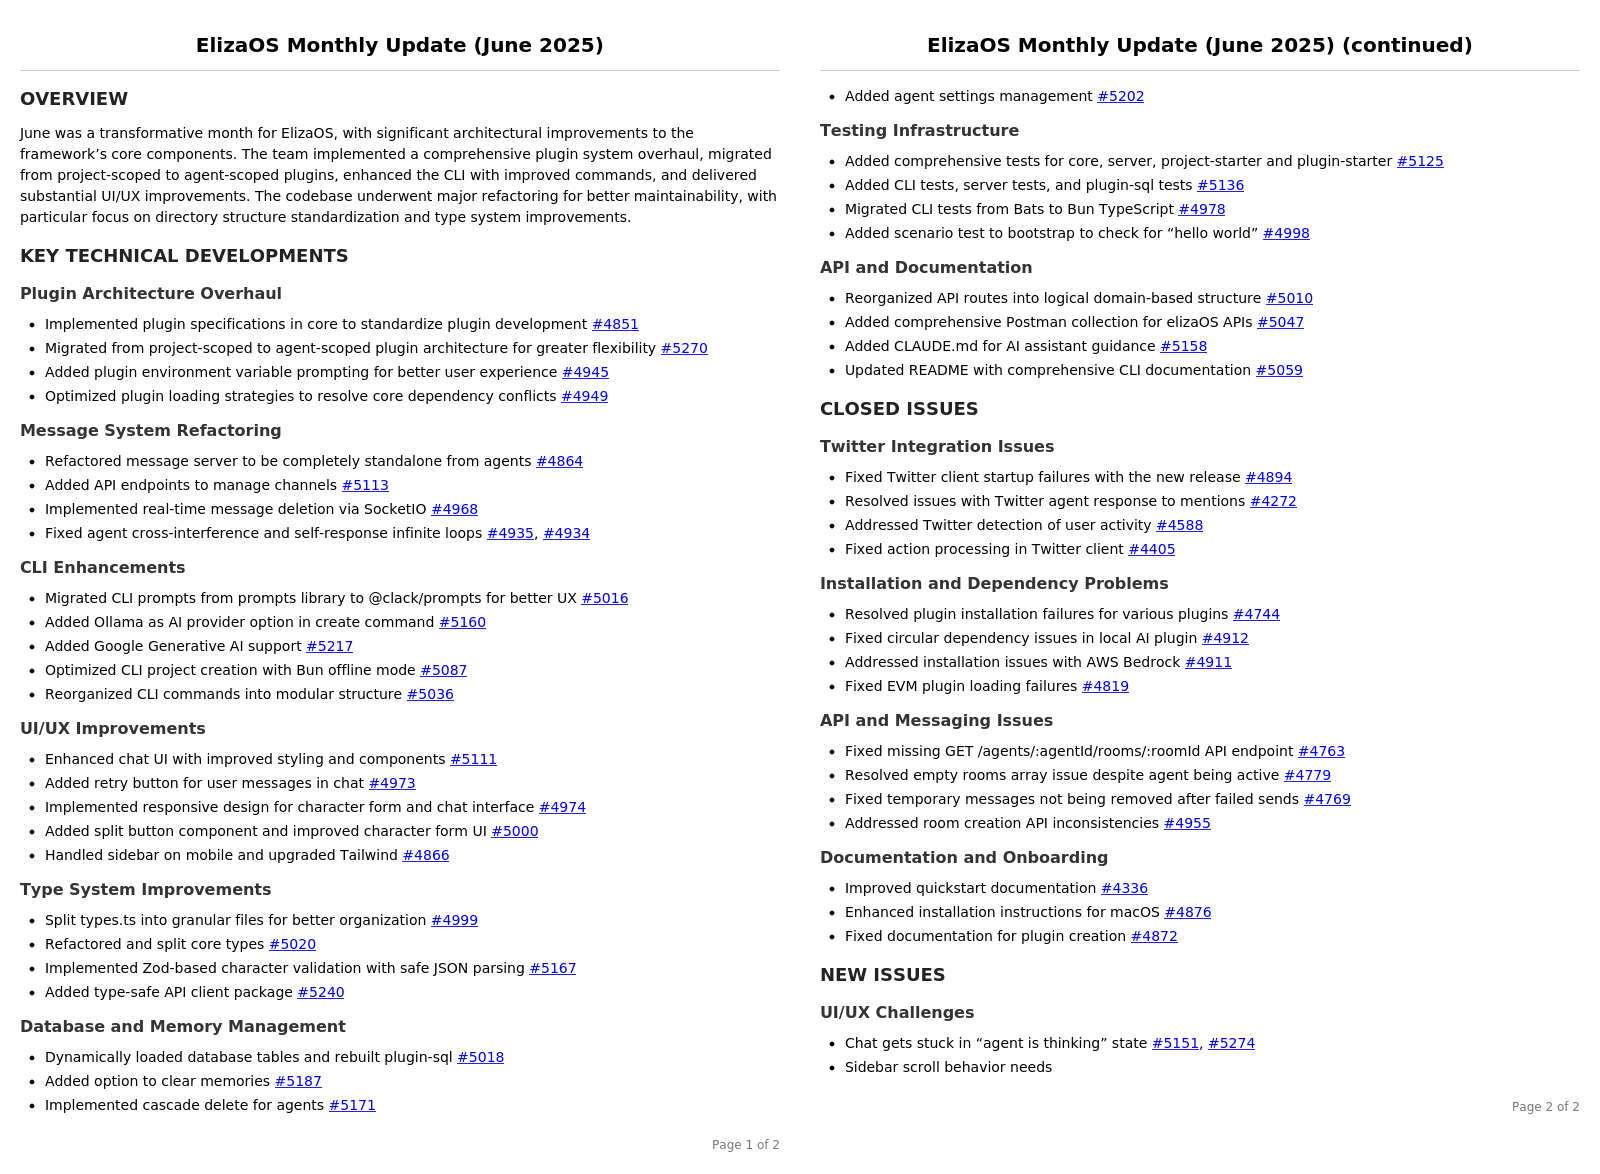 ElizaOS Monthly Update (June 2025)
OVERVIEW
June was a transformative month for ElizaOS, with significant architectural improvements to the
framework’s core components. The team implemented a comprehensive plugin system overhaul, migrated
from project-scoped to agent-scoped plugins, enhanced the CLI with improved commands, and delivered
substantial UI/UX improvements. The codebase underwent major refactoring for better maintainability, with
particular focus on directory structure standardization and type system improvements.
KEY TECHNICAL DEVELOPMENTS
Plugin Architecture Overhaul
• Implemented plugin specifications in core to standardize plugin development #4851
• Migrated from project-scoped to agent-scoped plugin architecture for greater flexibility #5270
• Added plugin environment variable prompting for better user experience #4945
• Optimized plugin loading strategies to resolve core dependency conflicts #4949
Message System Refactoring
• Refactored message server to be completely standalone from agents #4864
• Added API endpoints to manage channels #5113
• Implemented real-time message deletion via SocketIO #4968
• Fixed agent cross-interference and self-response infinite loops #4935, #4934
CLI Enhancements
• Migrated CLI prompts from prompts library to @clack/prompts for better UX #5016
• Added Ollama as AI provider option in create command #5160
• Added Google Generative AI support #5217
• Optimized CLI project creation with Bun offline mode #5087
• Reorganized CLI commands into modular structure #5036
UI/UX Improvements
• Enhanced chat UI with improved styling and components #5111
• Added retry button for user messages in chat #4973
• Implemented responsive design for character form and chat interface #4974
• Added split button component and improved character form UI #5000
• Handled sidebar on mobile and upgraded Tailwind #4866
Type System Improvements
• Split types.ts into granular files for better organization #4999
• Refactored and split core types #5020
• Implemented Zod-based character validation with safe JSON parsing #5167
• Added type-safe API client package #5240
Database and Memory Management
• Dynamically loaded database tables and rebuilt plugin-sql #5018
• Added option to clear memories #5187
• Implemented cascade delete for agents #5171
Page 1 of 2
ElizaOS Monthly Update (June 2025) (continued)
• Added agent settings management #5202
Testing Infrastructure
• Added comprehensive tests for core, server, project-starter and plugin-starter #5125
• Added CLI tests, server tests, and plugin-sql tests #5136
• Migrated CLI tests from Bats to Bun TypeScript #4978
• Added scenario test to bootstrap to check for “hello world” #4998
API and Documentation
• Reorganized API routes into logical domain-based structure #5010
• Added comprehensive Postman collection for elizaOS APIs #5047
• Added CLAUDE.md for AI assistant guidance #5158
• Updated README with comprehensive CLI documentation #5059
CLOSED ISSUES
Twitter Integration Issues
• Fixed Twitter client startup failures with the new release #4894
• Resolved issues with Twitter agent response to mentions #4272
• Addressed Twitter detection of user activity #4588
• Fixed action processing in Twitter client #4405
Installation and Dependency Problems
• Resolved plugin installation failures for various plugins #4744
• Fixed circular dependency issues in local AI plugin #4912
• Addressed installation issues with AWS Bedrock #4911
• Fixed EVM plugin loading failures #4819
API and Messaging Issues
• Fixed missing GET /agents/:agentId/rooms/:roomId API endpoint #4763
• Resolved empty rooms array issue despite agent being active #4779
• Fixed temporary messages not being removed after failed sends #4769
• Addressed room creation API inconsistencies #4955
Documentation and Onboarding
• Improved quickstart documentation #4336
• Enhanced installation instructions for macOS #4876
• Fixed documentation for plugin creation #4872
NEW ISSUES
UI/UX Challenges
• Chat gets stuck in “agent is thinking” state #5151, #5274
• Sidebar scroll behavior needs
Page 2 of 2